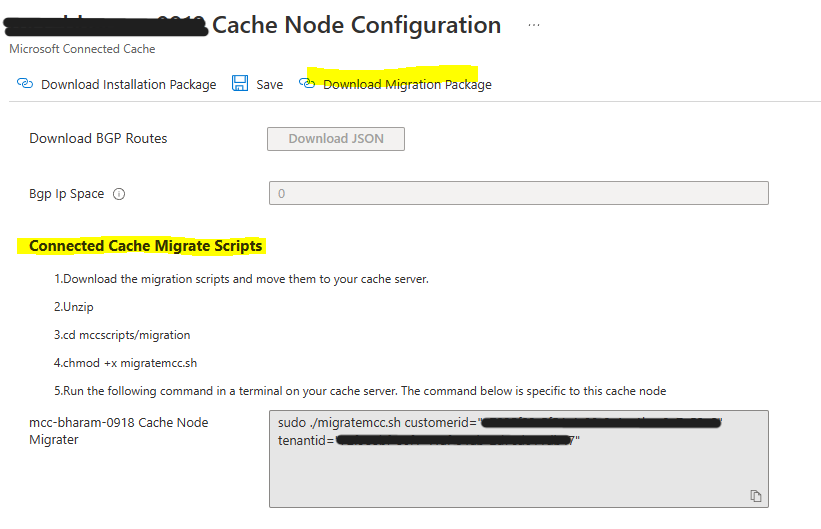 Cache Node Configuration ...
Microsoft Connected Cache
Download Installation Package Save Download Migration Package
Download BGP Routes Download JSON
Bgp Ip Space 0
Connected Cache Migrate Scripts
1.Download the migration scripts and move them to your cache server.
2.Unzip
3.cd mccscripts/migration
4.chmod +x migratemcc.sh
5.Run the following command in a terminal on your cache server. The command below is specific to this cache node
mcc-bharam-0918 Cache Node
Migrater
sudo ./migratemcc.sh customerid="
tenantid="